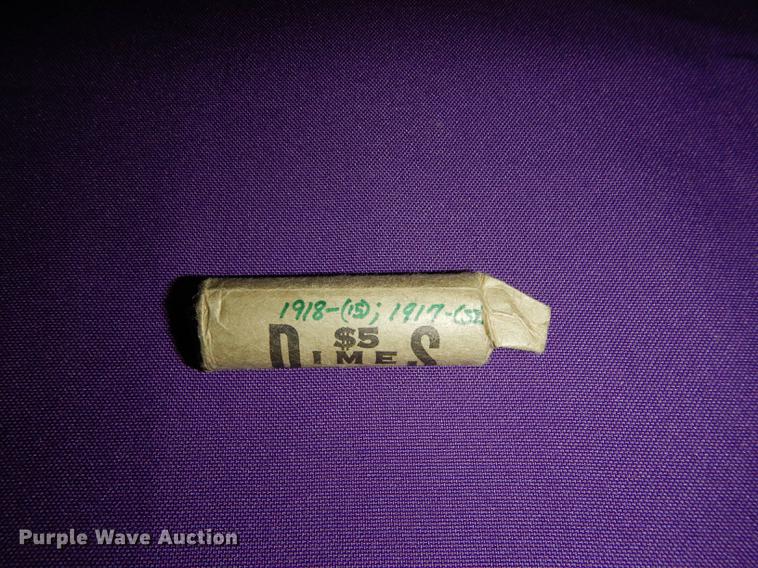 1918-(15); 1917-
$5
DIMES
Purple Wave Auction